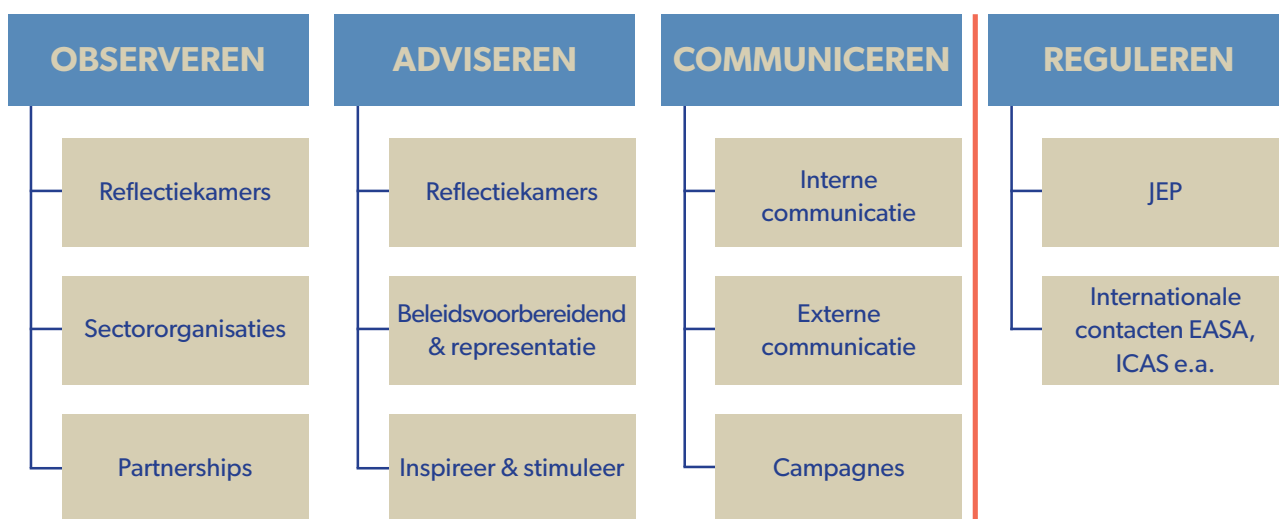 OBSERVEREN
Reflectiekamers
Sectororganisaties
Partnerships
ADVISEREN
Reflectiekamers
Beleidsvoorbereidend
& representatie
Inspireer & stimuleer
COMMUNICEREN
Interne
communicatie
Externe
communicatie
Campagnes
REGULEREN
JEP
Internationale
contacten EASA,
ICAS e.a.